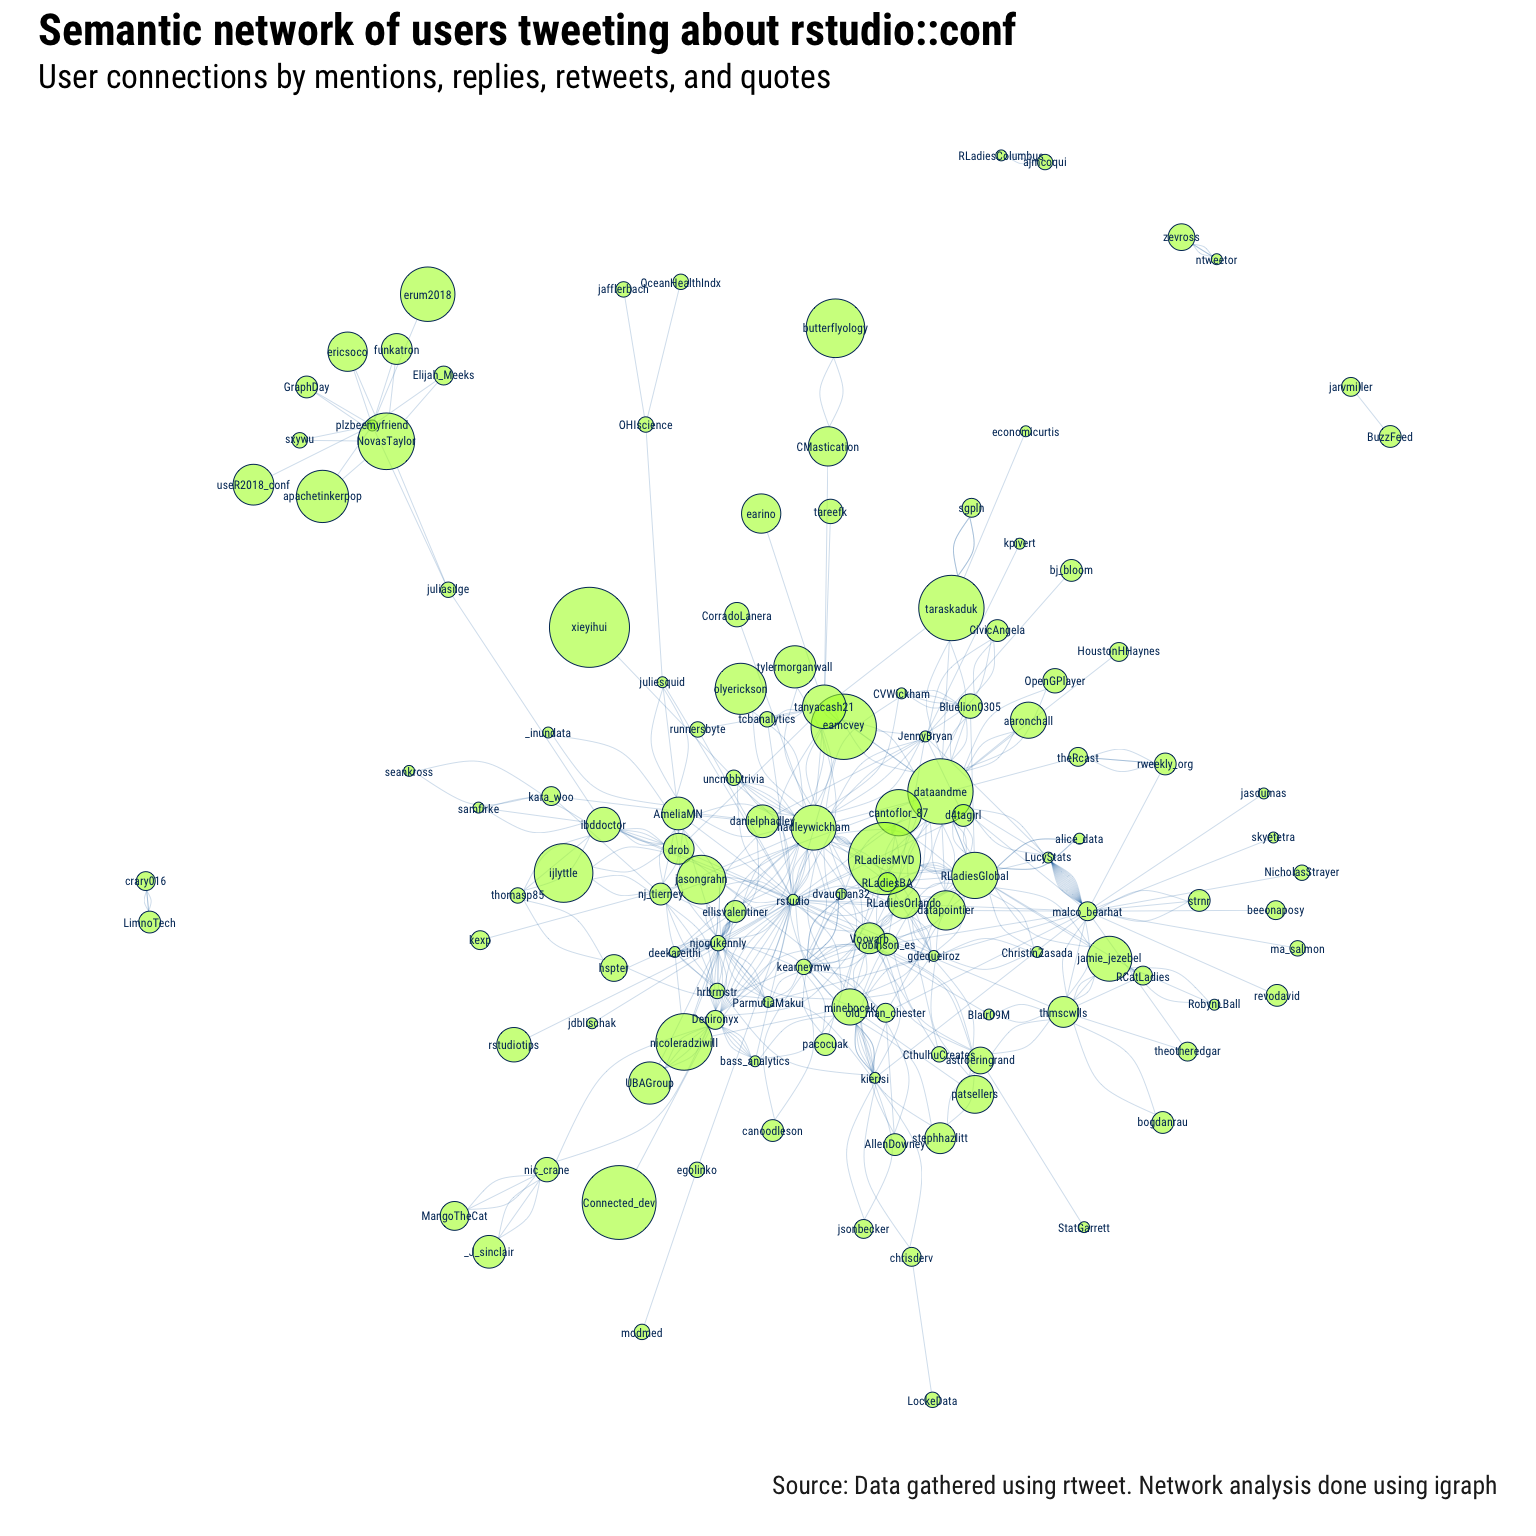 Semantic network of users tweeting about rstudio::conf
User connections by mentions, replies, retweets, and quotes
RLadiesColumbus
ajmcoqui
zevross
ntweetor
OceanHealthIndx
jafflerbach
erum2018
butterflyology
funkatron
ericsoco
Elijah_Meeks
GraphDay
jarvmiller
plzbeemyfriend
OHIscience
economicurtis
BuzzFeed
sxywu
NovasTaylor
CMastication
useR2018_conf
apachetinkerpop
sgpln
tareefk
earino
kpivert
bj_bloom
juliasilge
taraskaduk
CorradoLanera
xieyihui
CivicAngela
HoustonHHaynes
tylermorganwall
OpenGPlayer
juliesquid
olyerickson
CVWickham
tanyacash21
Bluelion0305
tcbanalytics
aaronchall
eamcvey
runnersbyte
_inundata
JennyBryan
theRcast
rweekly_org
seankross
uncmbbtrivia
dataandme
jasdumas
kara_woo
samfirke
cantoflor_87
AmeliaMN
d4tagirl
danielphadley
ibddoctor
hadleywickham
skyetetra
alice_data
drob
LucyStats
RLadiesMVD
ijlyttle
NicholasStrayer
RLadiesGlobal
jasongrahn
crary016
RLadiesBA
nj_tierney
dvaughan32
thomasp85
rstudio
strnr
RLadiesOrlando
datapointier
beeonaposy
ellisvalentiner
malco_bearhat
LimnoTech
Voovarb
kexp
njogukennly
robinson_es
ma_salmon
deekareithi
Christinzasada
gdequeiroz
jamie_jezebel
kearneymw
hspter
RCatLadies
hrbrmstr
revodavid
ParmutiaMakui
RobynLBall
minebocek
old_man_chester
thmscwlls
Blair09M
Denironyx
jdblischak
nicoleradziwill
pacocuak
rstudiotips
theotheredgar
CthulhuCreates
astroeringrand
bass_analytics
kierisi
UBAGroup
patsellers
bogdanrau
canoodleson
stephhazlitt
AllenDowney
nic_crane
egolinko
Connected_dev
MangoTheCat
StatGarrett
jsonbecker
_J_sinclair
chrisderv
modmed
LockeData
Source: Data gathered using rtweet. Network analysis done using igraph